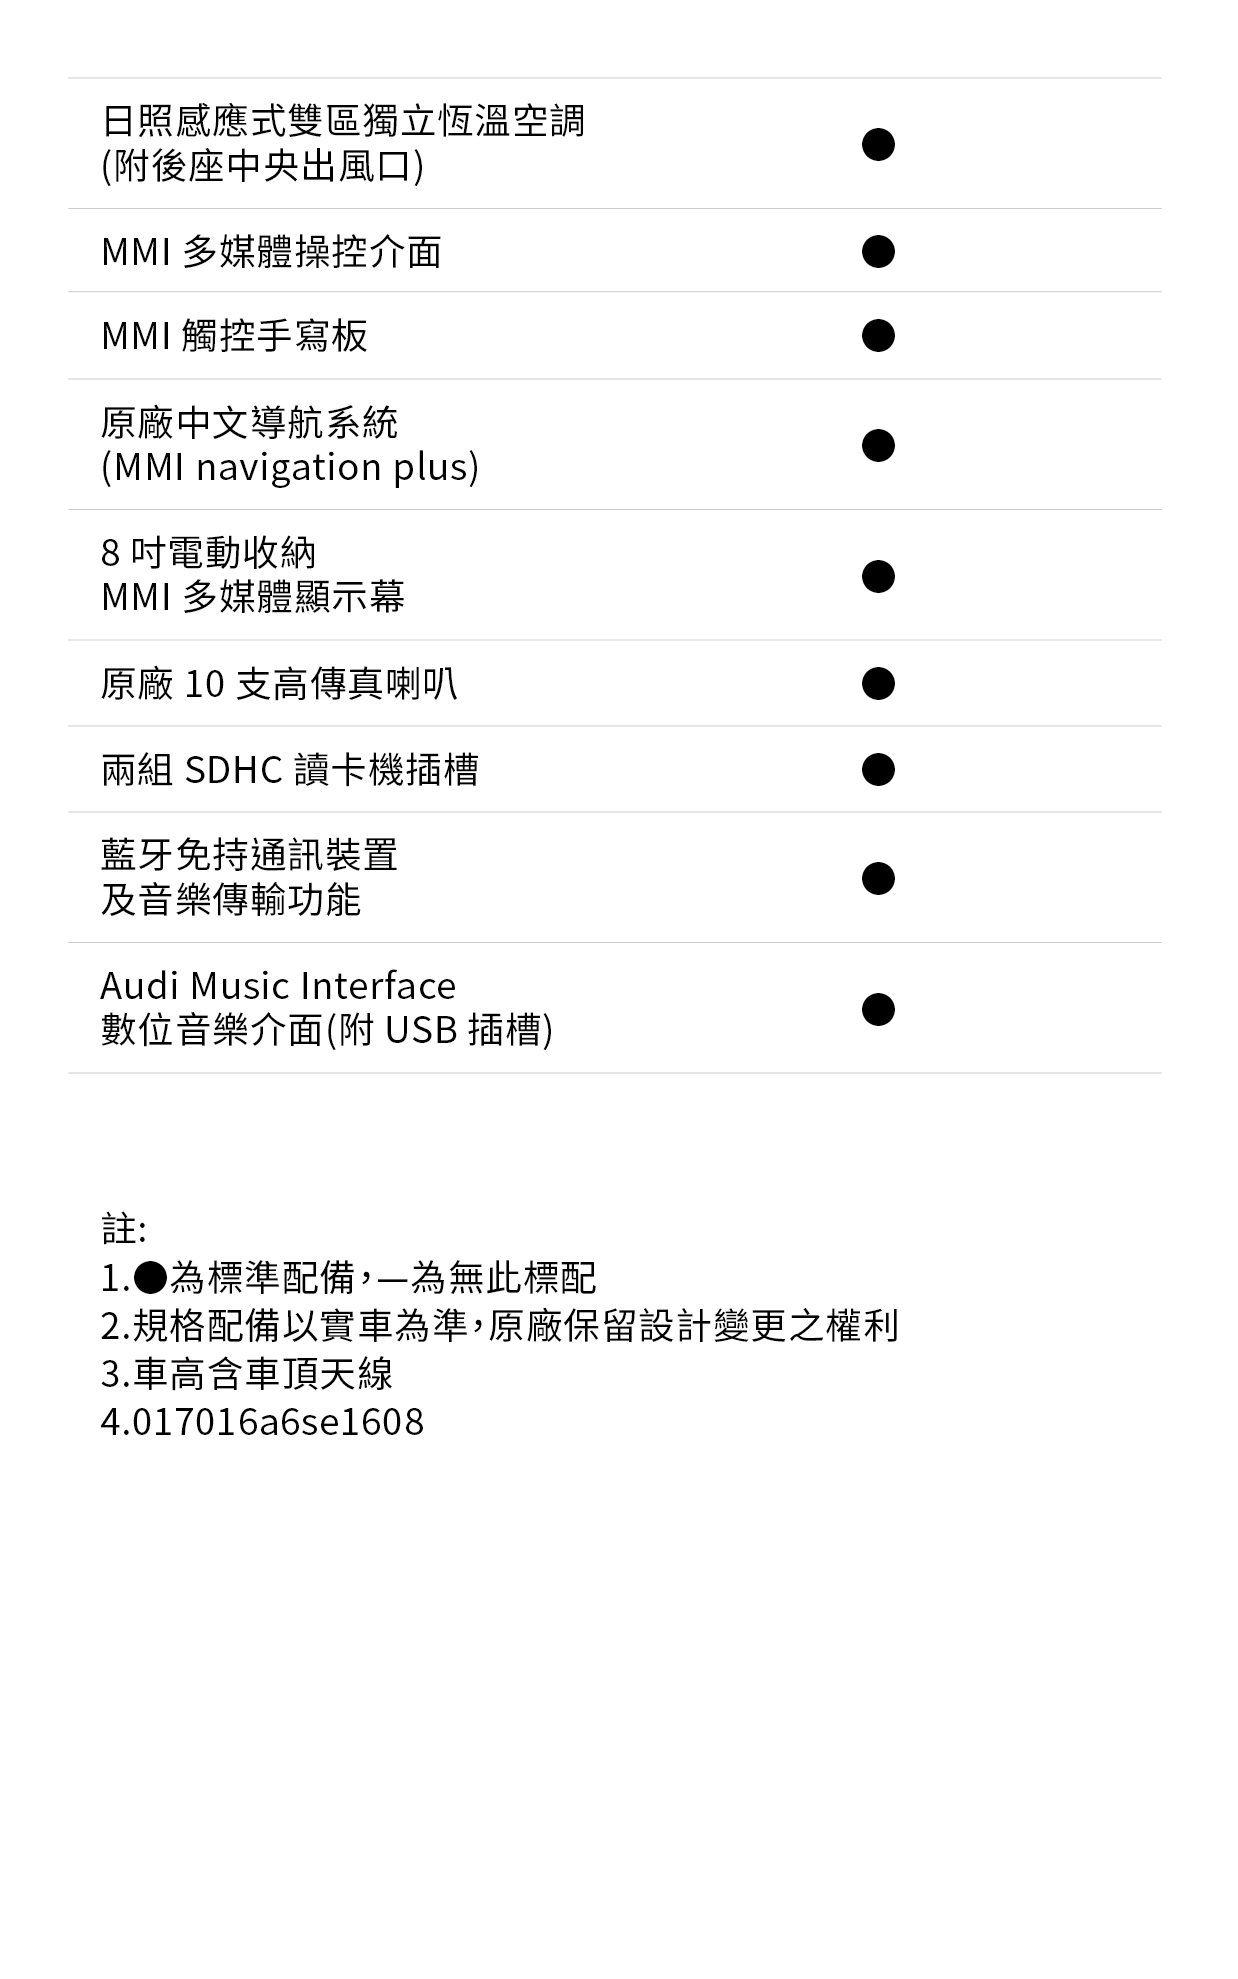 日照感應式雙區獨立恆溫空調 ●
(附後座中央出風口)
MMI 多媒體操控介面 ●
MMI 觸控手寫板 ●
原廠中文導航系統 ●
(MMI navigation plus)
8 吋電動收納 ●
MMI 多媒體顯示幕
原廠 10 支高傳真喇叭 ●
兩組 SDHC 讀卡機插槽 ●
藍牙免持通訊裝置 ●
及音樂傳輸功能
Audi Music Interface ●
數位音樂介面(附 USB 插槽)
註:
1.●為標準配備，—為無此標配
2.規格配備以實車為準，原廠保留設計變更之權利
3.車高含車頂天線
4.017016a6se1608